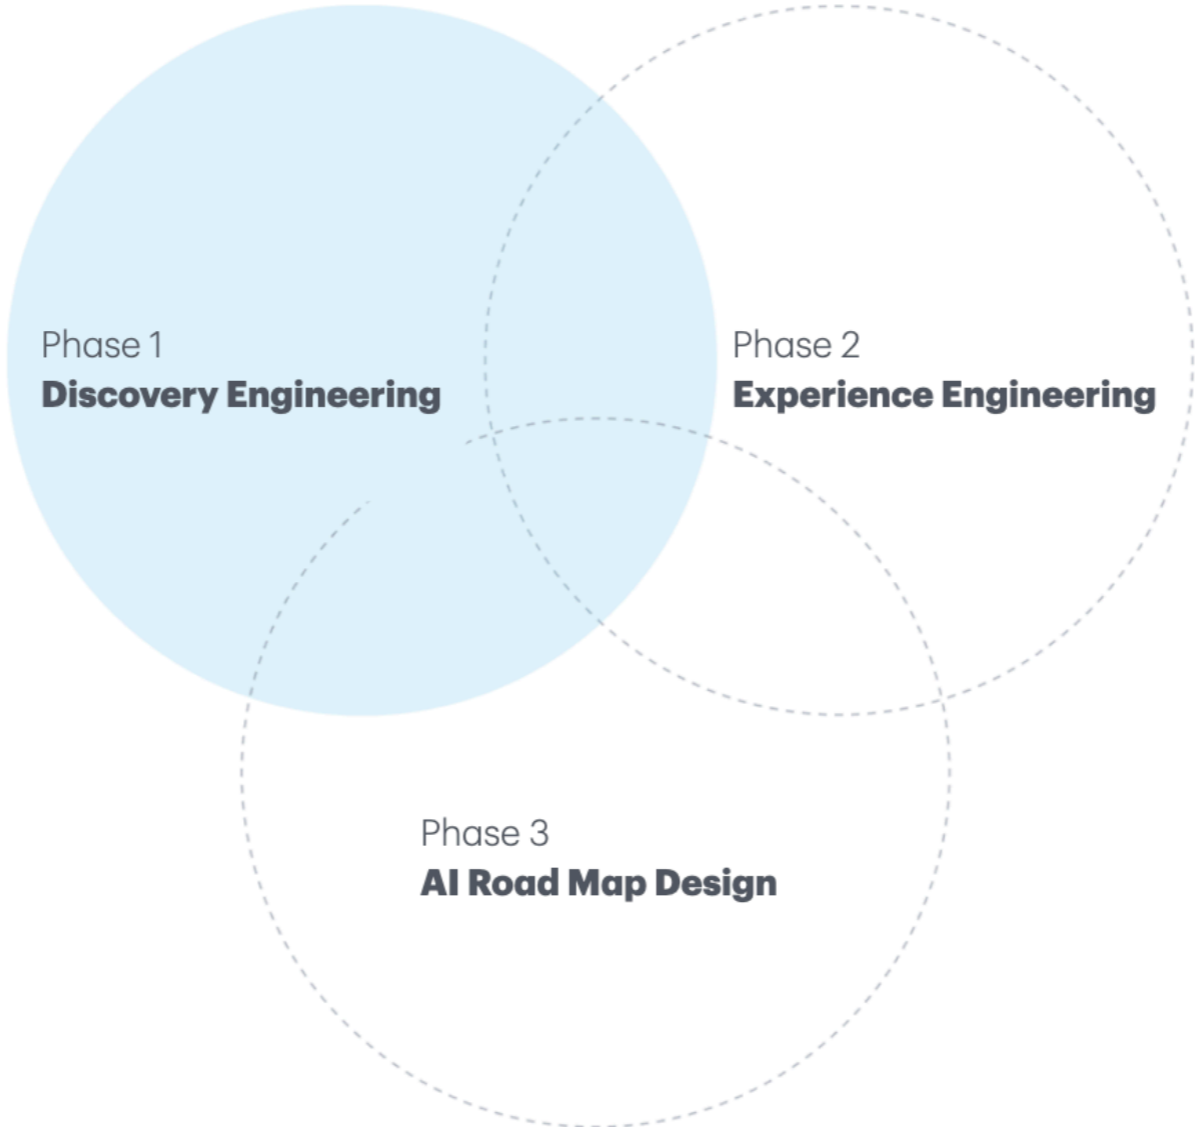 Phase 1
Discovery Engineering
Phase 2
Experience Engineering
Phase 3
AI Road Map Design